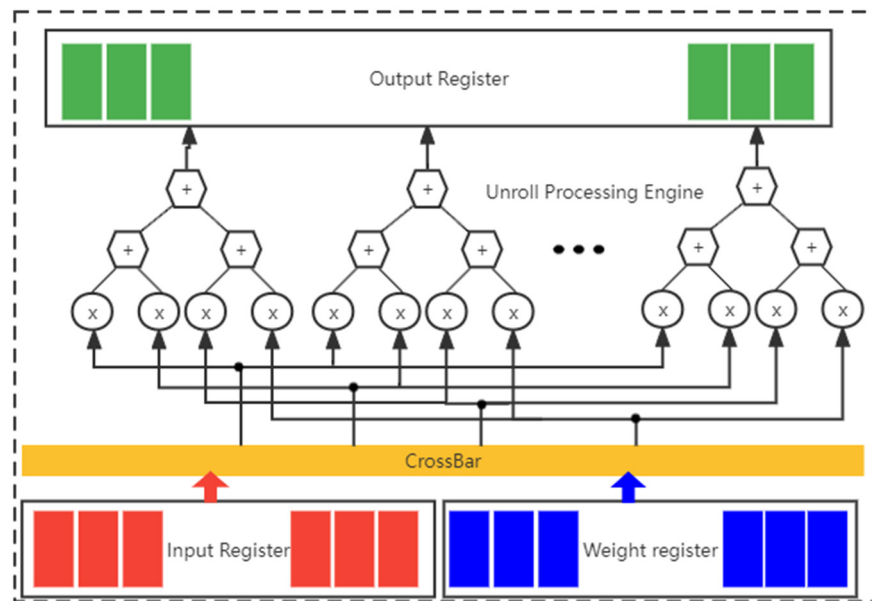 Output Register
+ + +
Unroll Processing Engine
+ + + + + +
x x x x x x x x x x x x
CrossBar
Input Register
Weight register